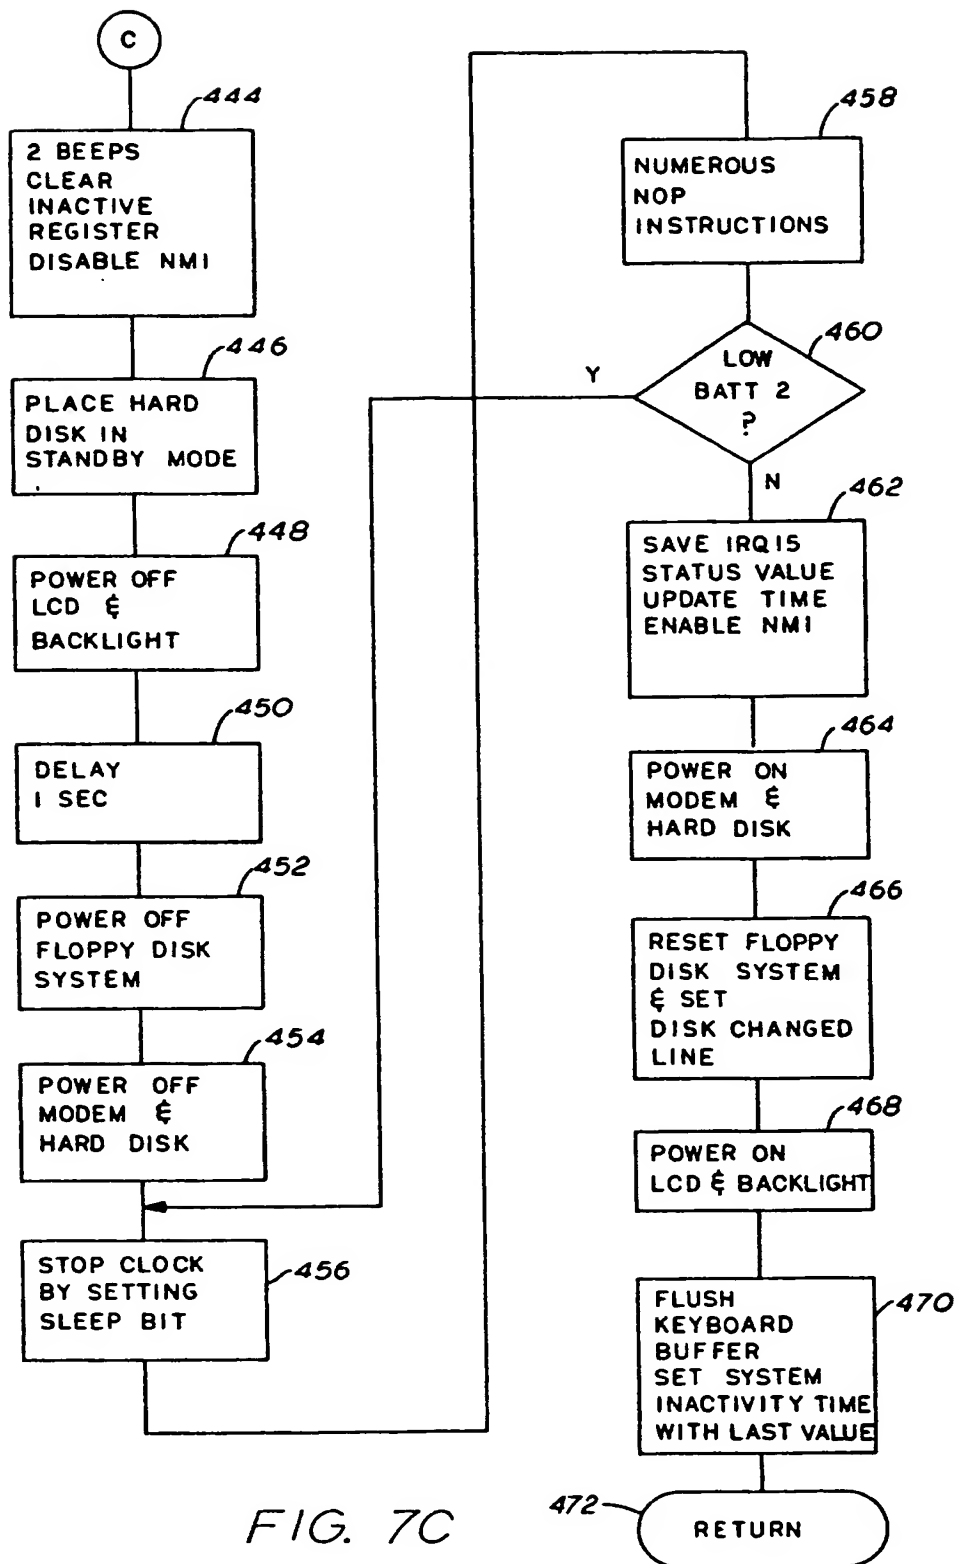 C
444
2 BEEPS
CLEAR
INACTIVE
REGISTER
DISABLE NMI
446
PLACE HARD
DISK IN
STANDBY MODE
448
POWER OFF
LCD &
BACKLIGHT
450
DELAY
1 SEC
452
POWER OFF
FLOPPY DISK
SYSTEM
454
POWER OFF
MODEM &
HARD DISK
456
STOP CLOCK
BY SETTING
SLEEP BIT
458
NUMEROUS
NOP
INSTRUCTIONS
460
LOW
BATT 2
?
Y
N
462
SAVE IRQ15
STATUS VALUE
UPDATE TIME
ENABLE NMI
464
POWER ON
MODEM &
HARD DISK
466
RESET FLOPPY
DISK SYSTEM
& SET
DISK CHANGED
LINE
468
POWER ON
LCD & BACKLIGHT
470
FLUSH
KEYBOARD
BUFFER
SET SYSTEM
INACTIVITY TIME
WITH LAST VALUE
472
RETURN
FIG. 7C